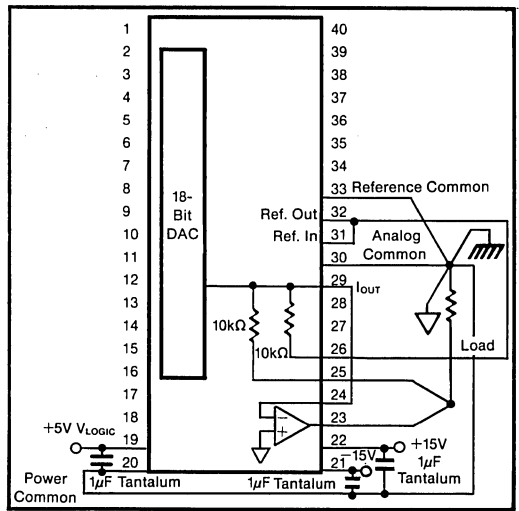 1 40
2 39
3 38
4 37
5 36
6 35
7 34
8 33 Reference Common
18-
Bit
DAC
9 Ref. Out 32
10 Ref. In 31
Analog
Common
11 30
12 29 IOUT
13 28
14 10kΩ 27
15 10kΩ 26 Load
16 25
17 24
18 − 23
+
+5V VLOGIC
19 22 +15V
20 21 −15V 1µF
Tantalum
Power
Common
1µF Tantalum 1µF Tantalum